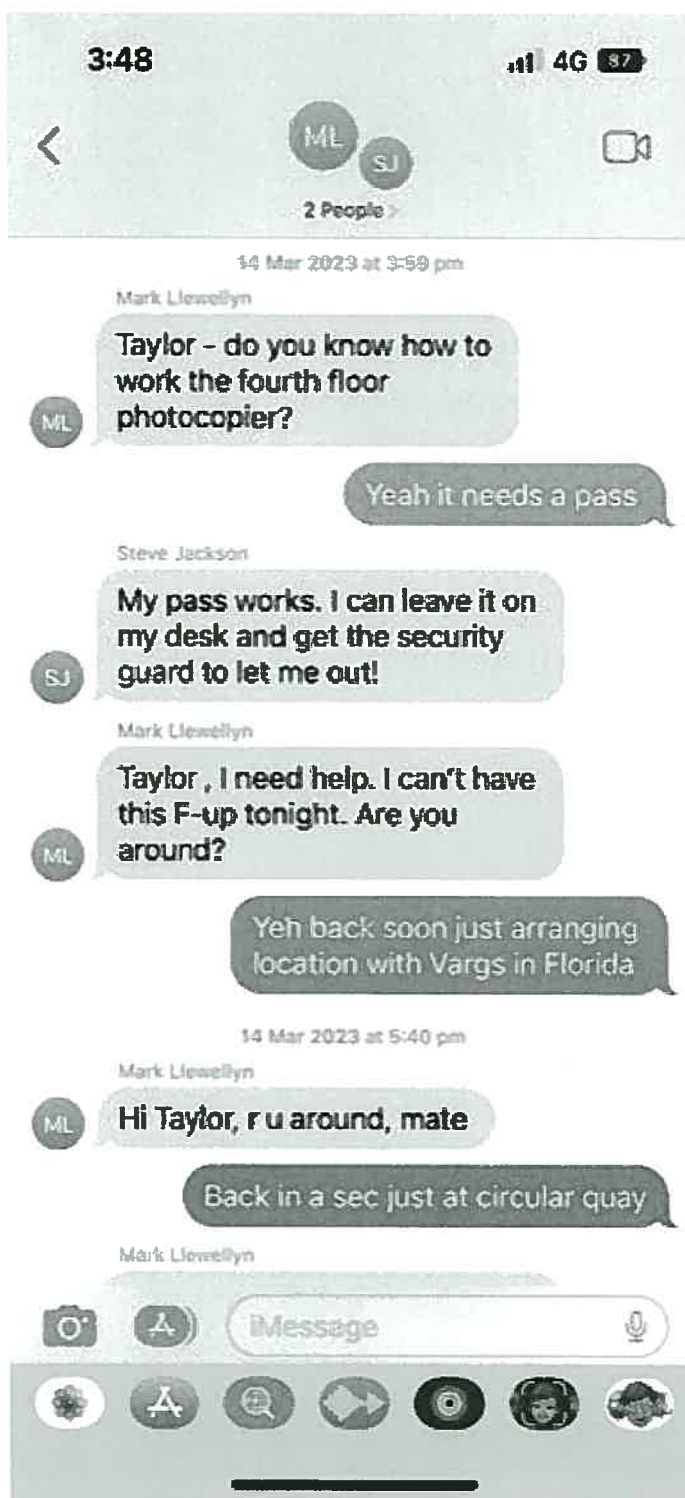 3:48
4G 87
ML
SJ
2 People >
14 Mar 2023 at 3:59 pm
Mark Llewellyn
Taylor - do you know how to
work the fourth floor
photocopier?
ML
Yeah it needs a pass
Steve Jackson
My pass works. I can leave it on
my desk and get the security
guard to let me out!
SJ
Mark Llewellyn
Taylor , I need help. I can't have
this F-up tonight. Are you
around?
ML
Yeh back soon just arranging
location with Vargs in Florida
14 Mar 2023 at 5:40 pm
Mark Llewellyn
Hi Taylor, r u around, mate
ML
Back in a sec just at circular quay
Mark Llewellyn
iMessage